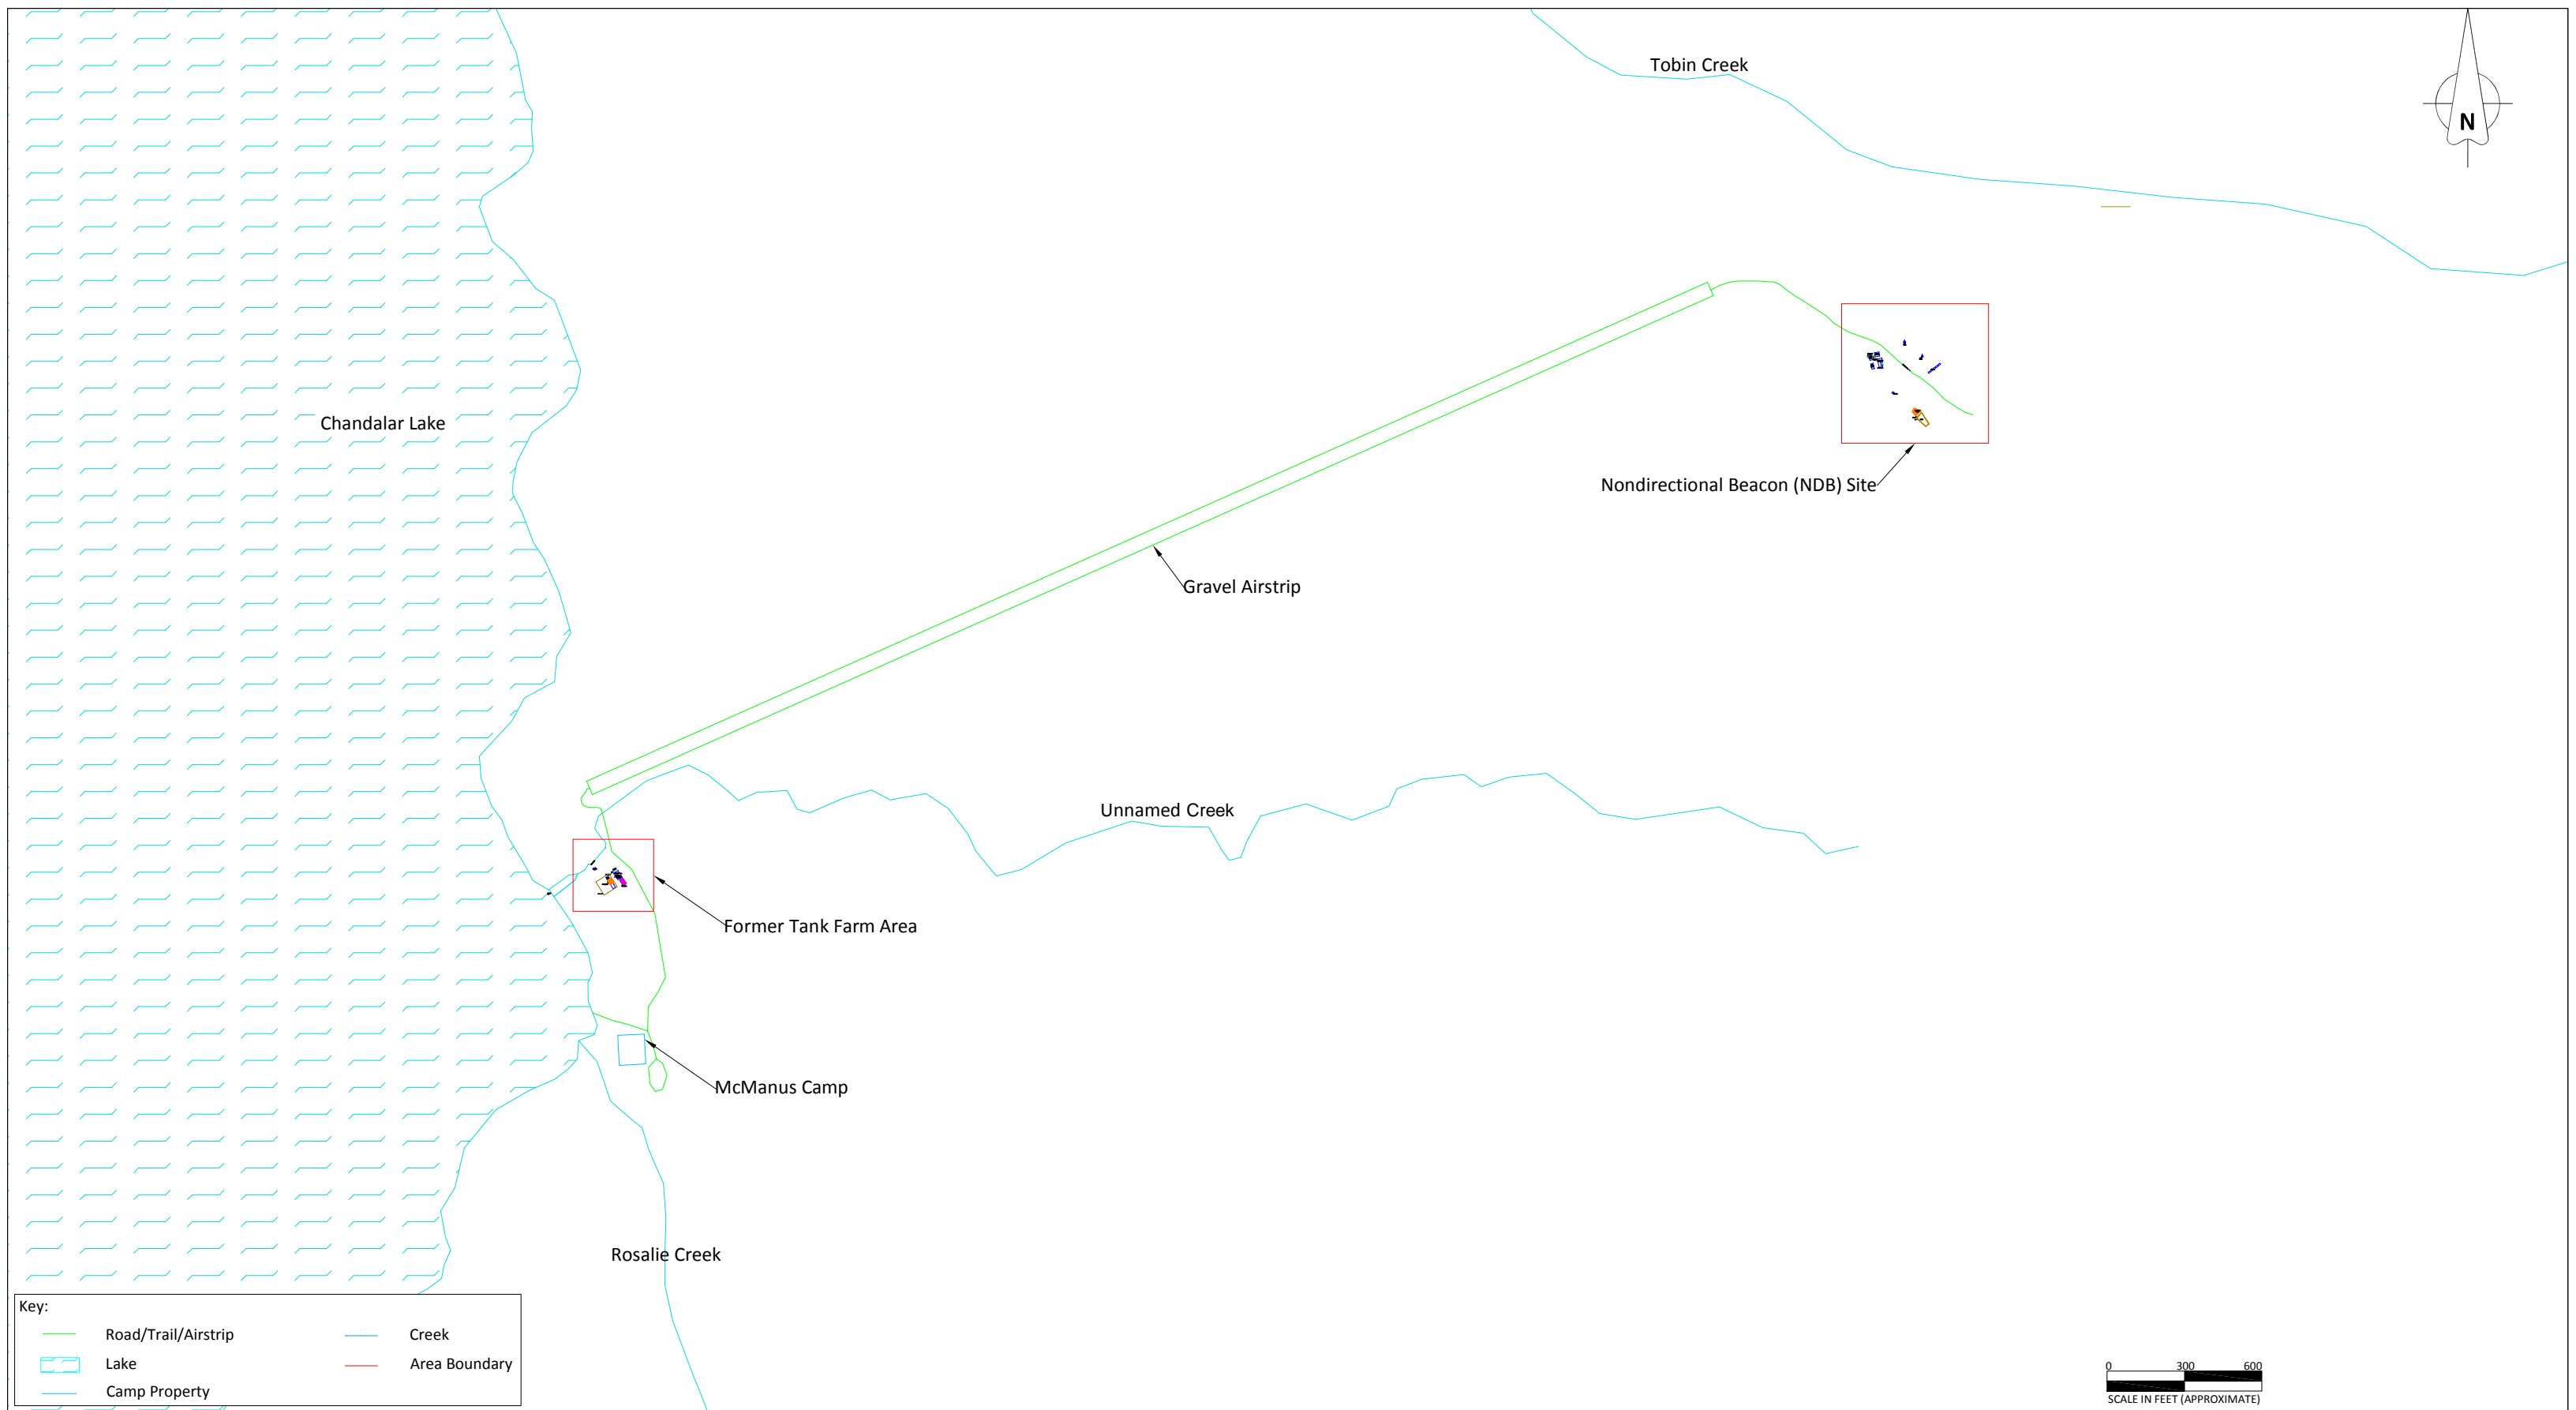 Tobin Creek
N
Chandalar Lake
Nondirectional Beacon (NDB) Site
Gravel Airstrip
Unnamed Creek
Former Tank Farm Area
McManus Camp
Rosalie Creek
Key:
Road/Trail/Airstrip
Creek
Lake
Area Boundary
Camp Property
0 300 600
SCALE IN FEET (APPROXIMATE)